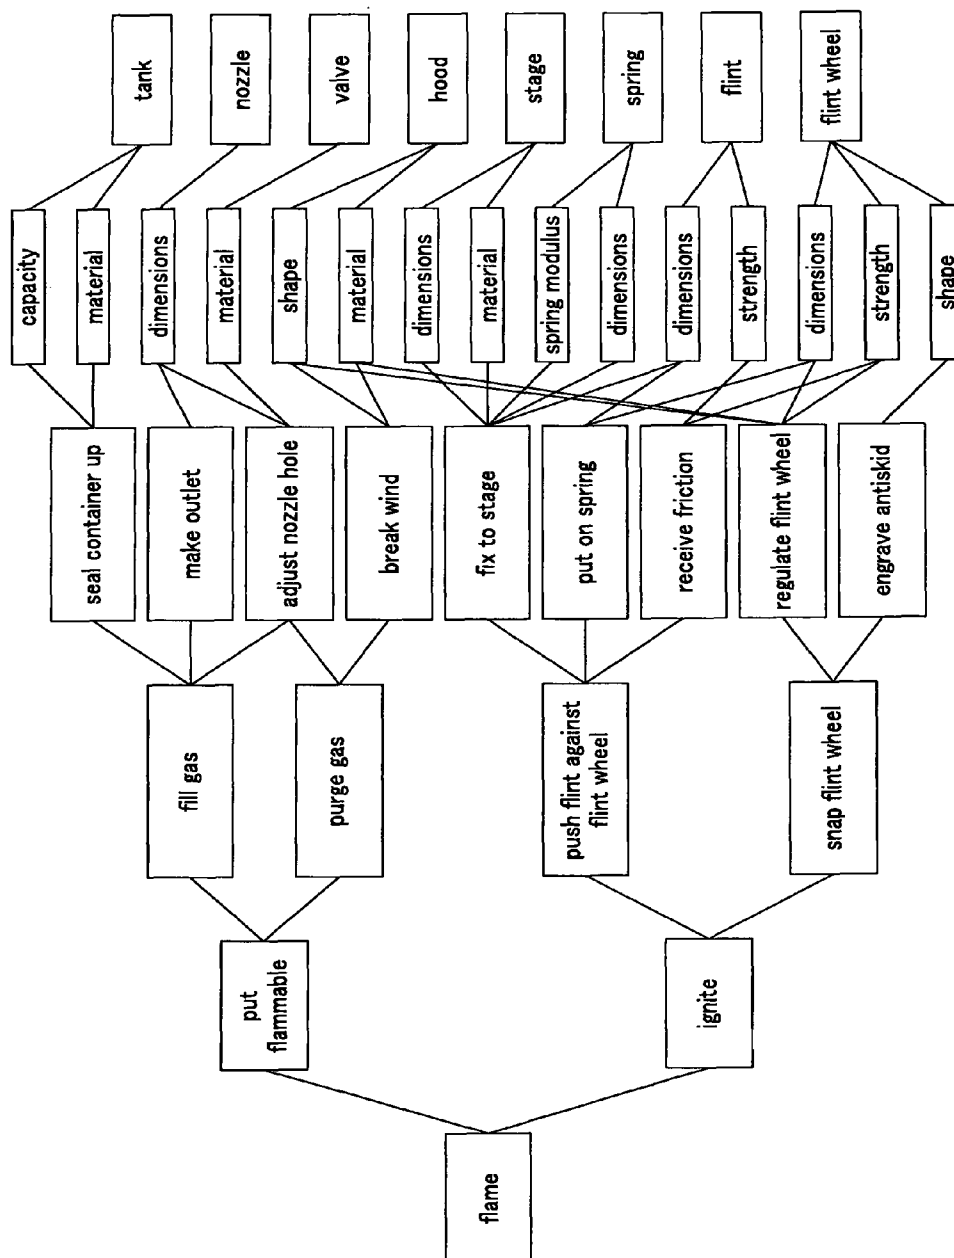 flame
put
flammable
ignite
fill gas
purge gas
push flint against
flint wheel
snap flint wheel
seal container up
make outlet
adjust nozzle hole
break wind
fix to stage
put on spring
receive friction
regulate flint wheel
engrave antiskid
capacity
material
dimensions
material
shape
material
dimensions
material
spring modulus
dimensions
dimensions
strength
dimensions
strength
shape
tank
nozzle
valve
hood
stage
spring
flint
flint wheel